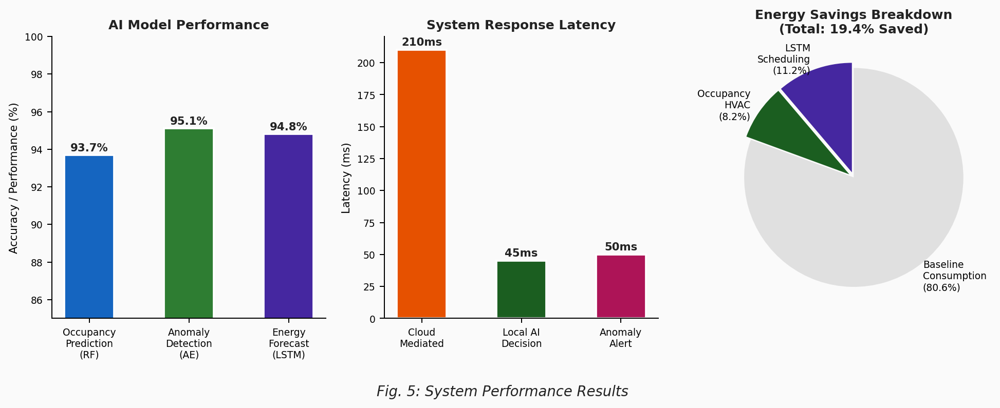 AI Model Performance
Accuracy / Performance (%)
100
98
96
94
92
90
88
86
93.7%
95.1%
94.8%
Occupancy
Prediction
(RF)
Anomaly
Detection
(AE)
Energy
Forecast
(LSTM)
System Response Latency
Latency (ms)
200
175
150
125
100
75
50
25
0
210ms
45ms
50ms
Cloud
Mediated
Local AI
Decision
Anomaly
Alert
Energy Savings Breakdown
(Total: 19.4% Saved)
LSTM
Scheduling
(11.2%)
Occupancy
HVAC
(8.2%)
Baseline
Consumption
(80.6%)
Fig. 5: System Performance Results